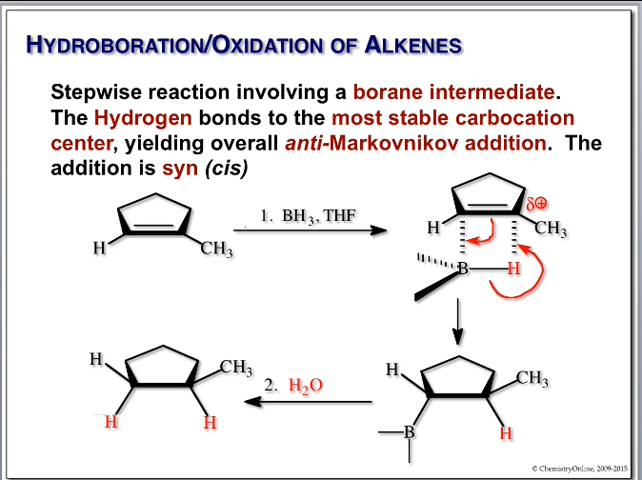 HYDROBORATION/OXIDATION OF ALKENES
Stepwise reaction involving a borane intermediate.
The Hydrogen bonds to the most stable carbocation
center, yielding overall anti-Markovnikov addition. The
addition is syn (cis)
H
CH3
1. BH3, THF
δ⊕
H
CH3
B
H
H
CH3
H
H
2. H2O
H
CH3
B
H
© ChemistryOnline, 2009-2015